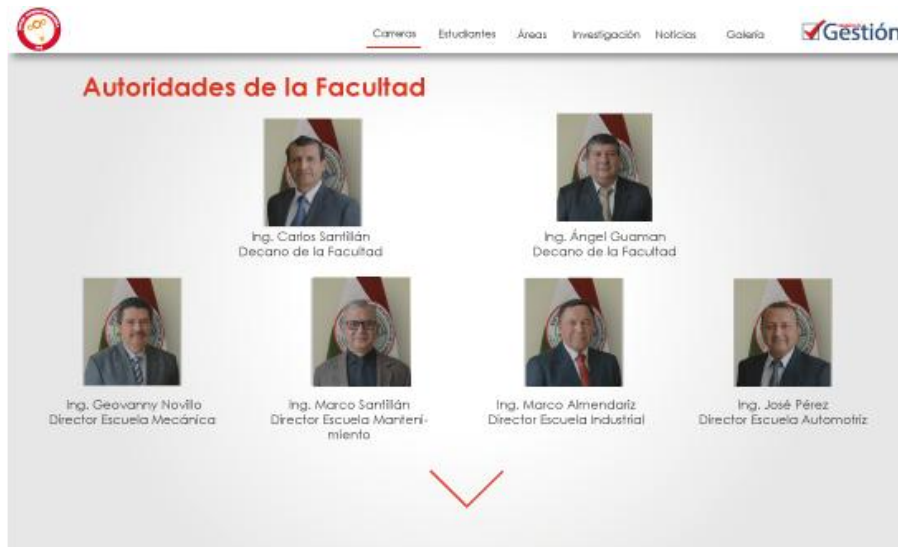 Carreras
Estudiantes
Áreas
Investigación
Noticias
Galería
Gestión
Autoridades de la Facultad
Ing. Carlos Santillán
Decano de la Facultad
Ing. Ángel Guaman
Decano de la Facultad
Ing. Geovanny Novillo
Director Escuela Mecánica
Ing. Marco Santillán
Director Escuela Manteni-
miento
Ing. Marco Almendariz
Director Escuela Industrial
Ing. José Pérez
Director Escuela Automotriz